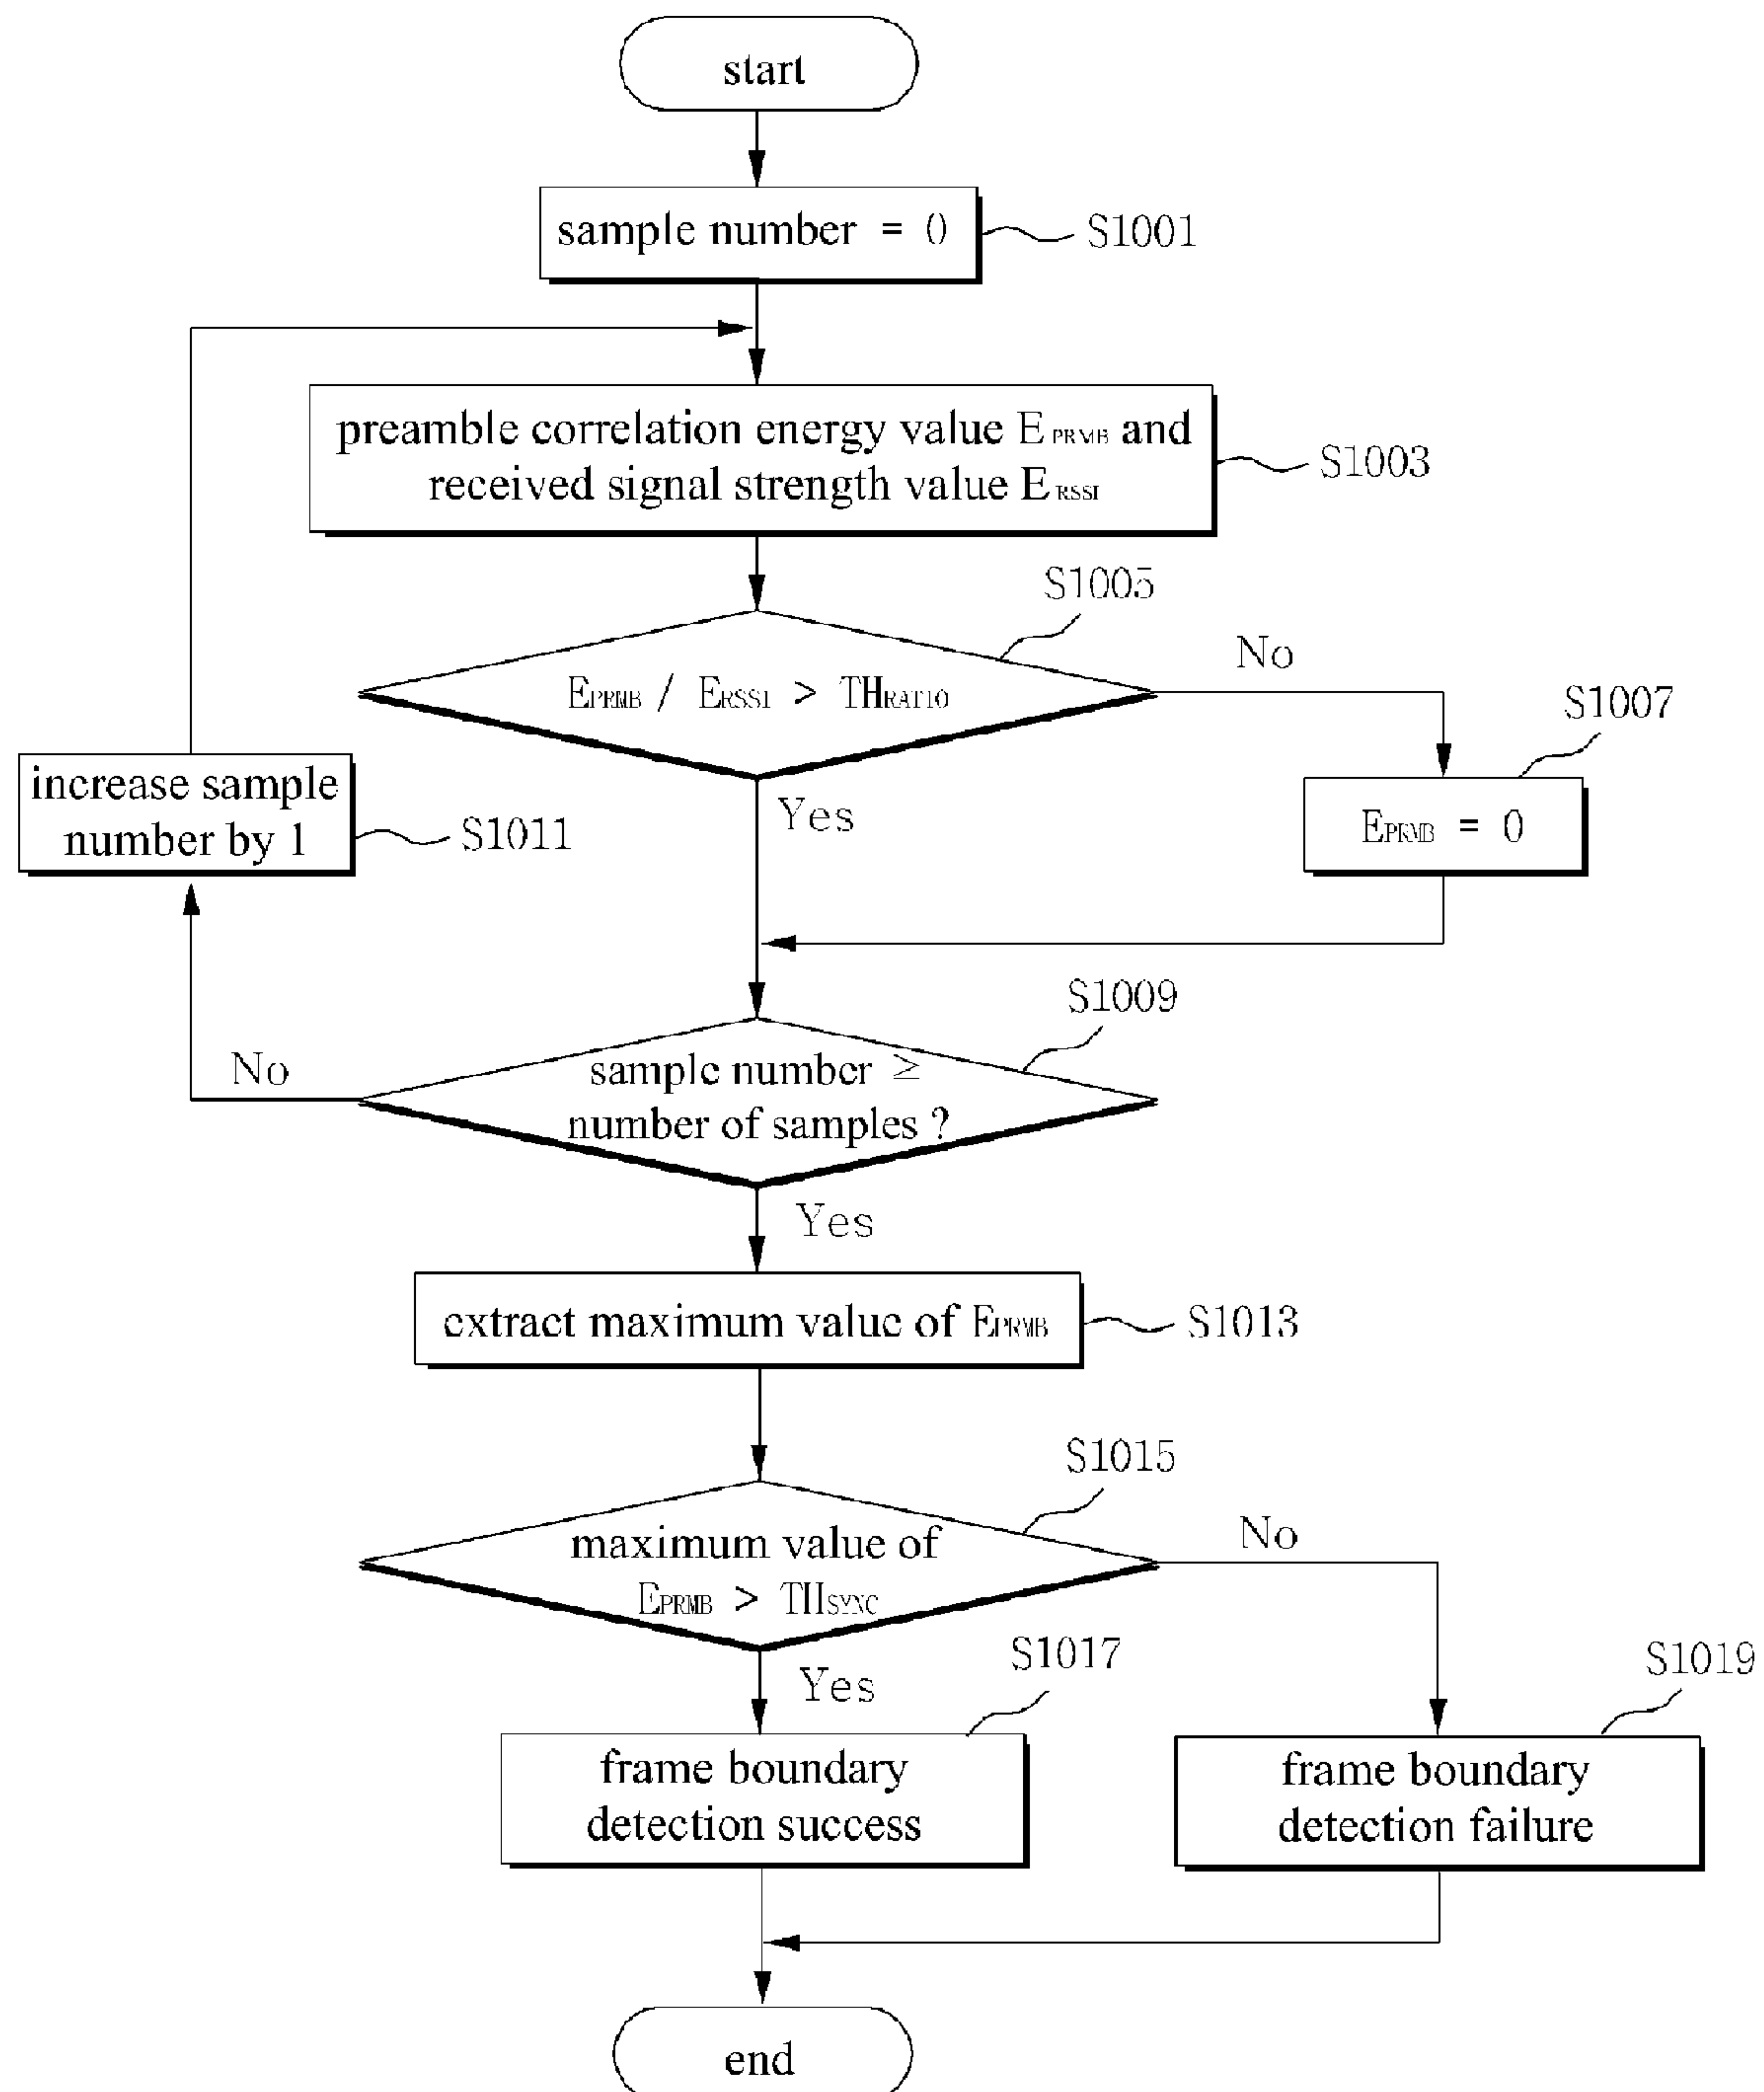 start
sample number = 0
S1001
preamble correlation energy value EPRMB and
received signal strength value ERSSI
S1003
S1005
EPRMB / ERSSI > THRATIO
No
S1007
Yes
EPRMB = 0
increase sample
number by 1
S1011
S1009
No
sample number ≥
number of samples ?
Yes
extract maximum value of EPRMB
S1013
S1015
maximum value of
EPRMB > THSYNC
No
Yes
S1017
S1019
frame boundary
detection success
frame boundary
detection failure
end